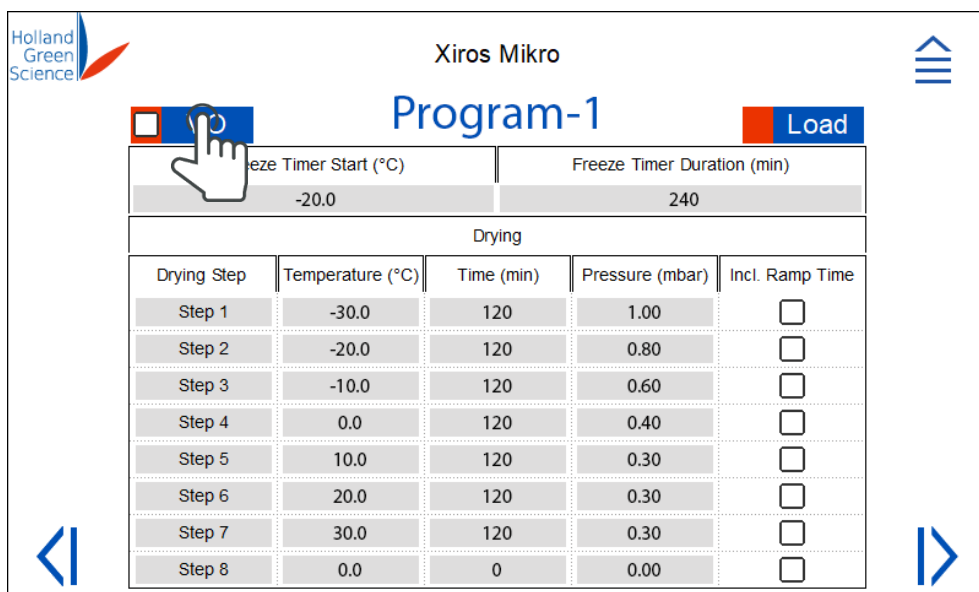 Holland
Green
Science
Xiros Mikro
Program-1
Load
Timer Start (°C) Freeze Timer Duration (min)
-20.0 240
Drying
Drying Step Temperature (°C) Time (min) Pressure (mbar) Incl. Ramp Time
Step 1 -30.0 120 1.00
Step 2 -20.0 120 0.80
Step 3 -10.0 120 0.60
Step 4 0.0 120 0.40
Step 5 10.0 120 0.30
Step 6 20.0 120 0.30
Step 7 30.0 120 0.30
Step 8 0.0 0 0.00